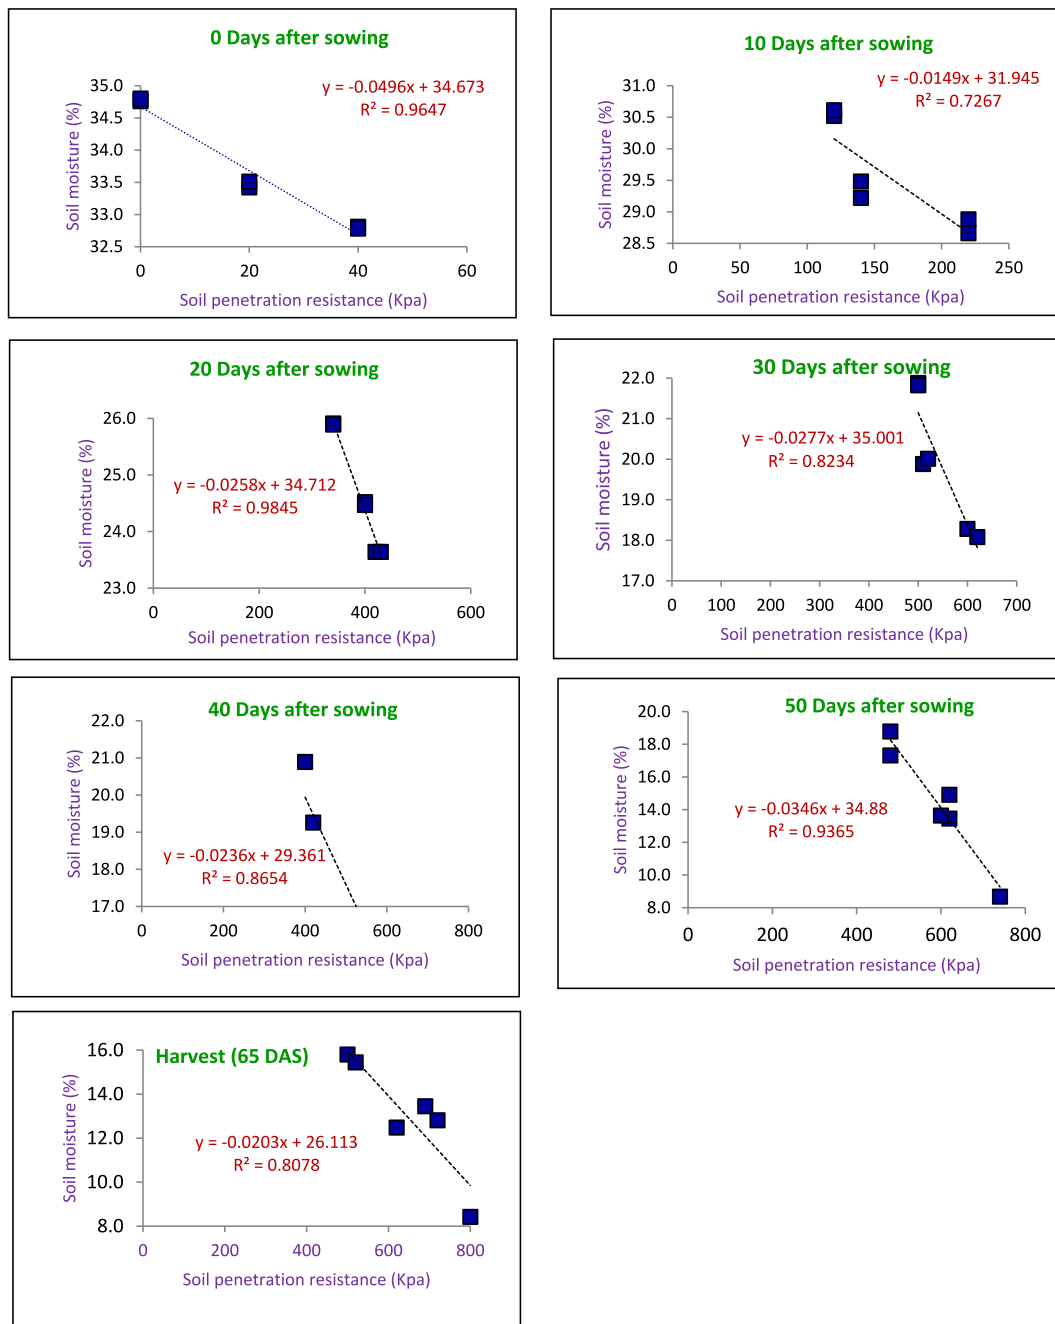 0 Days after sowing
y = -0.0496x + 34.673
R² = 0.9647
Soil moisture (%)
35.0
34.5
34.0
33.5
33.0
32.5
0
20
40
60
Soil penetration resistance (Kpa)
10 Days after sowing
y = -0.0149x + 31.945
R² = 0.7267
Soil moisture (%)
31.0
30.5
30.0
29.5
29.0
28.5
0
50
100
150
200
250
Soil penetration resistance (Kpa)
20 Days after sowing
y = -0.0258x + 34.712
R² = 0.9845
Soil moisture (%)
26.0
25.0
24.0
23.0
0
200
400
600
Soil penetration resistance (Kpa)
30 Days after sowing
y = -0.0277x + 35.001
R² = 0.8234
Soil moisture (%)
22.0
21.0
20.0
19.0
18.0
17.0
0
100
200
300
400
500
600
700
Soil penetration resistance (Kpa)
40 Days after sowing
y = -0.0236x + 29.361
R² = 0.8654
Soil moisture (%)
22.0
21.0
20.0
19.0
18.0
17.0
0
200
400
600
800
Soil penetration resistance (Kpa)
50 Days after sowing
y = -0.0346x + 34.88
R² = 0.9365
Soil moisture (%)
20.0
18.0
16.0
14.0
12.0
10.0
8.0
0
200
400
600
800
Soil penetration resistance (Kpa)
Harvest (65 DAS)
y = -0.0203x + 26.113
R² = 0.8078
Soil moisture (%)
16.0
14.0
12.0
10.0
8.0
0
200
400
600
800
Soil penetration resistance (Kpa)